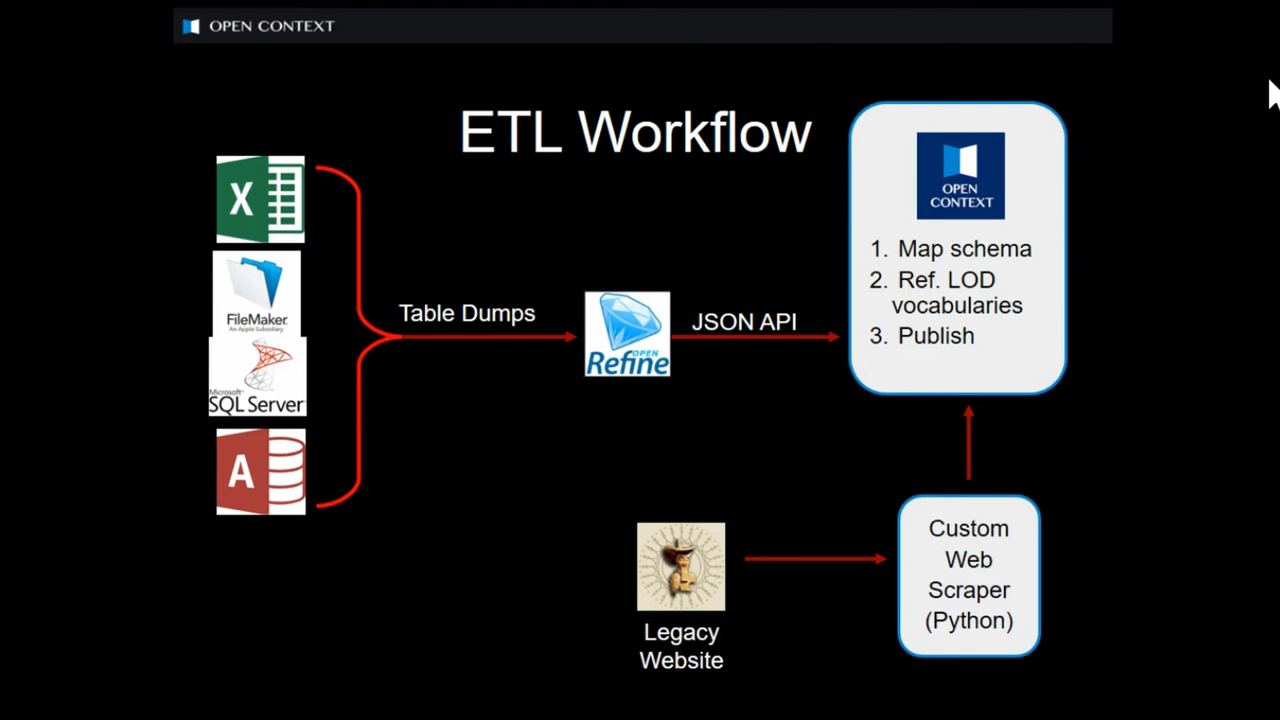 OPEN CONTEXT
ETL Workflow
X
FileMaker
An Apple Subsidiary
Microsoft
SQL Server
A
Table Dumps
OPEN
Refine
JSON API
OPEN
CONTEXT
1. Map schema
2. Ref. LOD
vocabularies
3. Publish
Legacy
Website
Custom
Web
Scraper
(Python)